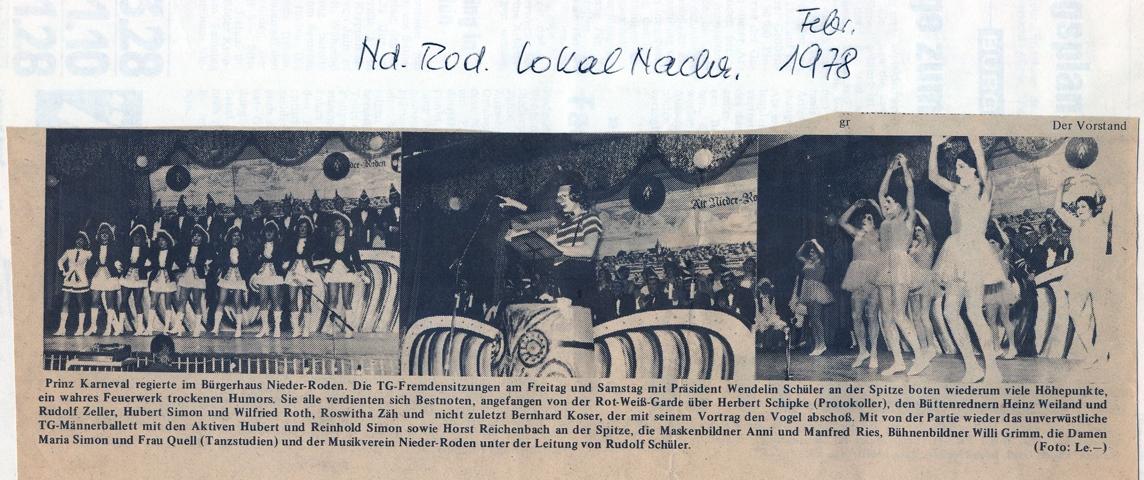 Febr.
Nd. Rod. Lokal Nachr. 1978
gr
Der Vorstand
der-Roden
Alt Nieder-Ro
Prinz Karneval regierte im Bürgerhaus Nieder-Roden. Die TG-Fremdensitzungen am Freitag und Samstag mit Präsident Wendelin Schüler an der Spitze boten wiederum viele Höhepunkte,
ein wahres Feuerwerk trockenen Humors. Sie alle verdienten sich Bestnoten, angefangen von der Rot-Weiß-Garde über Herbert Schipke (Protokoller), den Büttenrednern Heinz Weiland und
Rudolf Zeller, Hubert Simon und Wilfried Roth, Roswitha Zäh und nicht zuletzt Bernhard Koser, der mit seinem Vortrag den Vogel abschoß. Mit von der Partie wieder das unverwüstliche
TG-Männerballett mit den Aktiven Hubert und Reinhold Simon sowie Horst Reichenbach an der Spitze, die Maskenbildner Anni und Manfred Ries, Bühnenbildner Willi Grimm, die Damen
Maria Simon und Frau Quell (Tanzstudien) und der Musikverein Nieder-Roden unter der Leitung von Rudolf Schüler. (Foto: Le.—)